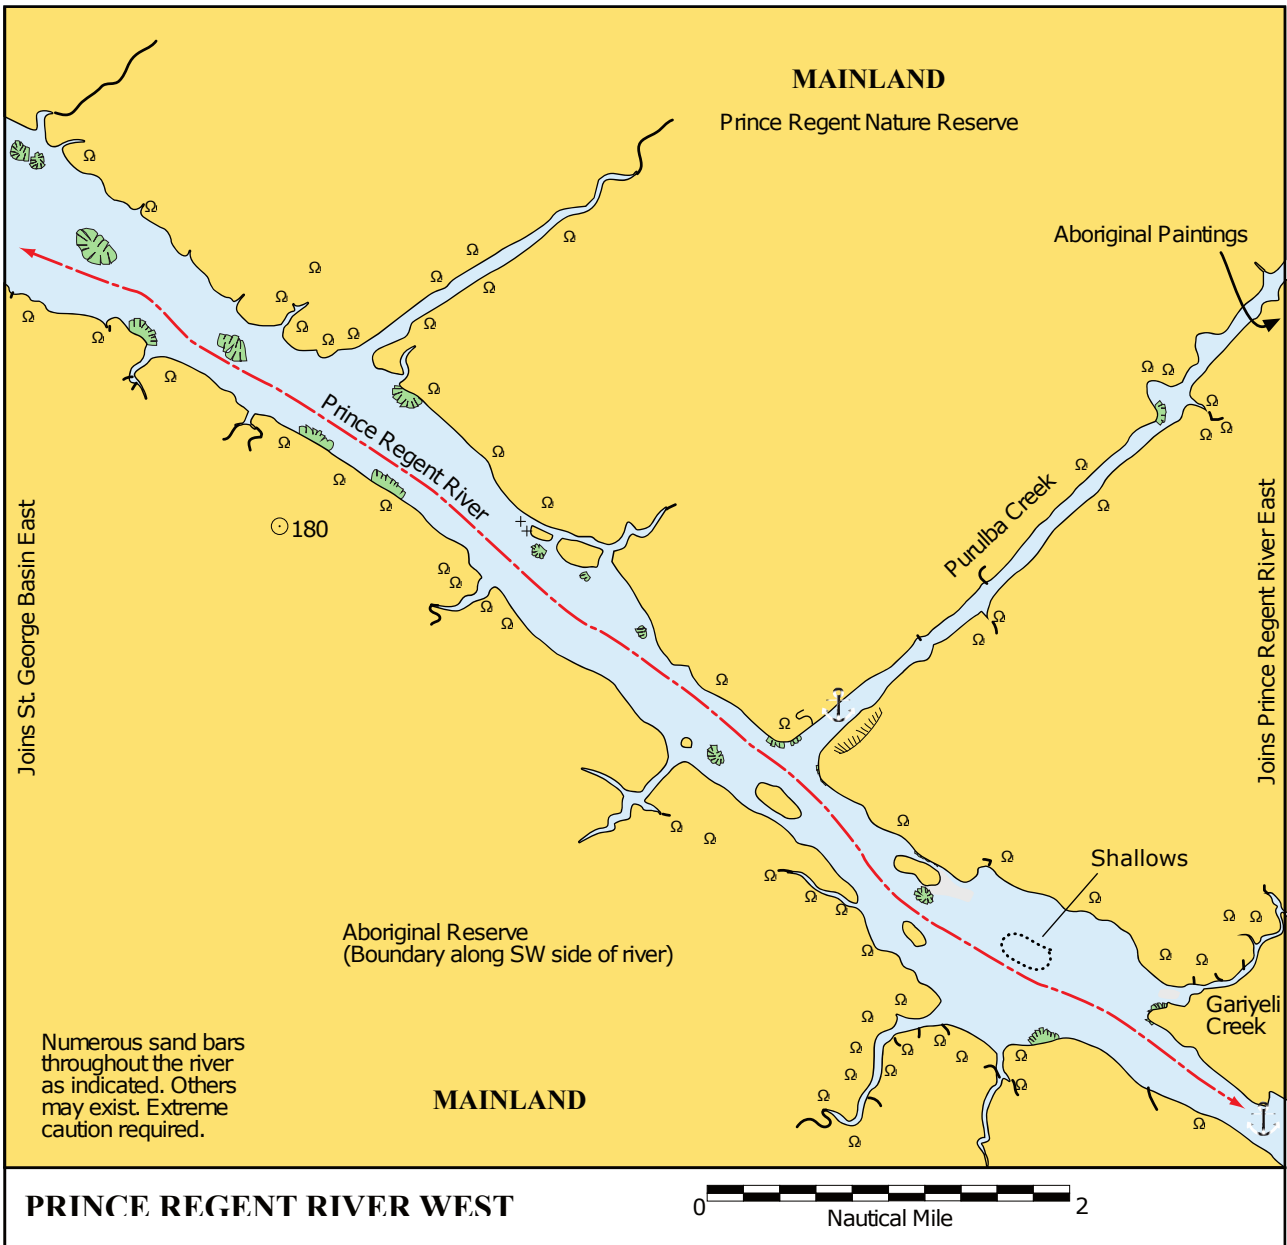 MAINLAND
Prince Regent Nature Reserve
Aboriginal Paintings
Prince Regent River
180
Purulba Creek
Joins St. George Basin East
Joins Prince Regent River East
Shallows
Aboriginal Reserve
(Boundary along SW side of river)
Gariyeli
Creek
Numerous sand bars
throughout the river
as indicated. Others
may exist. Extreme
caution required.
MAINLAND
PRINCE REGENT RIVER WEST
0
2
Nautical Mile